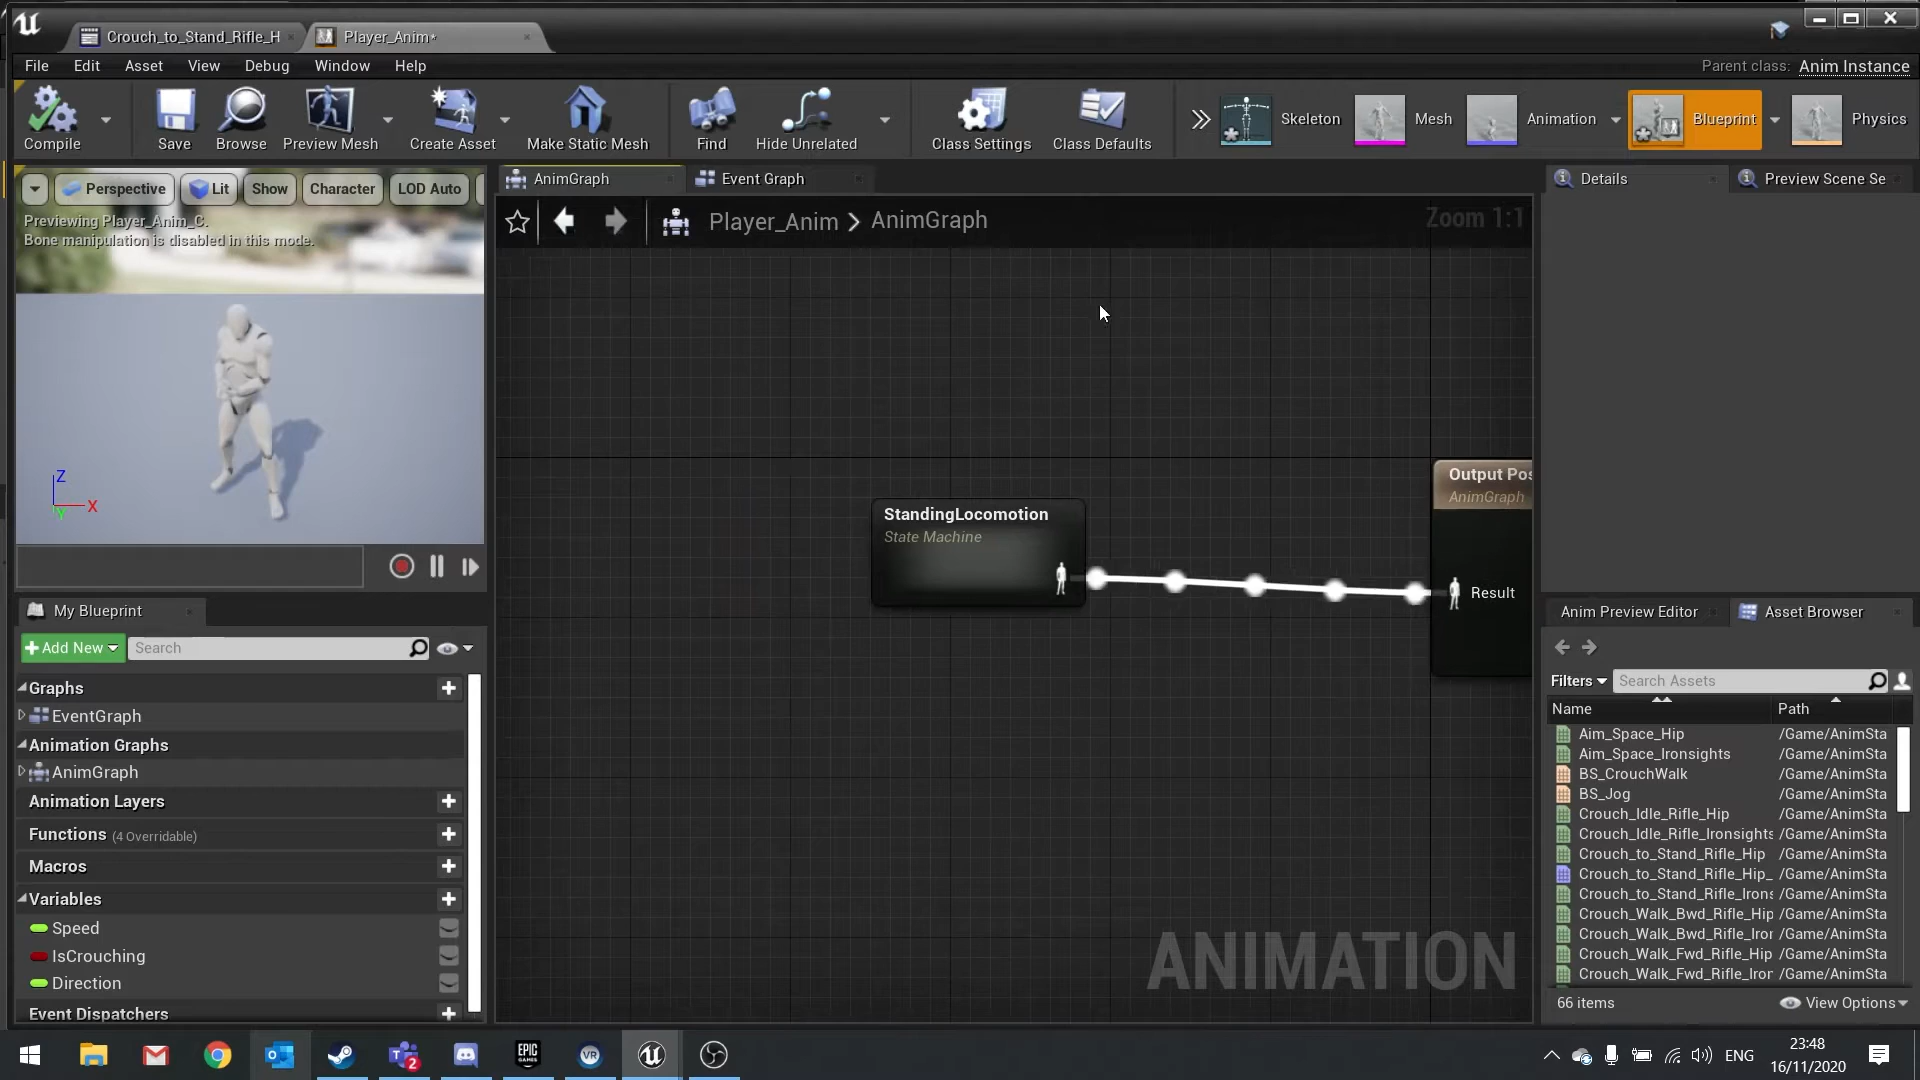 Crouch_to_Stand_Rifle_H
Player_Anim*
File Edit Asset View Debug Window Help
Parent class: Anim Instance
Compile
Save
Browse
Preview Mesh
Create Asset
Make Static Mesh
Find
Hide Unrelated
Class Settings
Class Defaults
Skeleton
Mesh
Animation
Blueprint
Physics
Perspective
Lit
Show
Character
LOD Auto
Previewing Player_Anim_C.
Bone manipulation is disabled in this mode.
Z
X
Y
AnimGraph
Event Graph
Player_Anim > AnimGraph
Zoom 1:1
StandingLocomotion
State Machine
Output Pos
AnimGraph
Result
ANIMATION
My Blueprint
Add New
Search
Graphs
EventGraph
Animation Graphs
AnimGraph
Animation Layers
Functions (4 Overridable)
Macros
Variables
Speed
IsCrouching
Direction
Event Dispatchers
Details
Preview Scene Se
Anim Preview Editor
Asset Browser
Filters
Search Assets
Name Path
Aim_Space_Hip /Game/AnimSta
Aim_Space_Ironsights /Game/AnimSta
BS_CrouchWalk /Game/AnimSta
BS_Jog /Game/AnimSta
Crouch_Idle_Rifle_Hip /Game/AnimSta
Crouch_Idle_Rifle_Ironsights /Game/AnimSta
Crouch_to_Stand_Rifle_Hip /Game/AnimSta
Crouch_to_Stand_Rifle_Hip_ /Game/AnimSta
Crouch_to_Stand_Rifle_Irons /Game/AnimSta
Crouch_Walk_Bwd_Rifle_Hip /Game/AnimSta
Crouch_Walk_Bwd_Rifle_Iror /Game/AnimSta
Crouch_Walk_Fwd_Rifle_Hip /Game/AnimSta
Crouch_Walk_Fwd_Rifle_Iror /Game/AnimSta
66 items
View Options
2
EPIC
GAMES
VR
ENG
23:48
16/11/2020